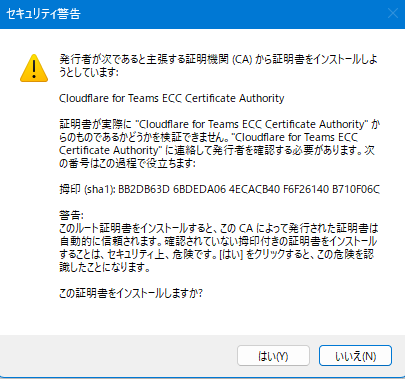 セキュリティ警告
発行者が次であると主張する証明機関 (CA) から証明書をインストールしよ
うとしています:
Cloudflare for Teams ECC Certificate Authority
証明書が実際に "Cloudflare for Teams ECC Certificate Authority" か
らのものであるかどうかを検証できません。"Cloudflare for Teams ECC
Certificate Authority" に連絡して発行者を確認する必要があります。次
の番号はこの過程で役立ちます:
拇印 (sha1): BB2DB63D 6BDEDA06 4ECACB40 F6F26140 B710F06C
警告:
このルート証明書をインストールすると、この CA によって発行された証明書は
自動的に信頼されます。確認されていない拇印付きの証明書をインストール
することは、セキュリティ上、危険です。[はい] をクリックすると、この危険を認
識したことになります。
この証明書をインストールしますか?
はい(Y)
いいえ(N)